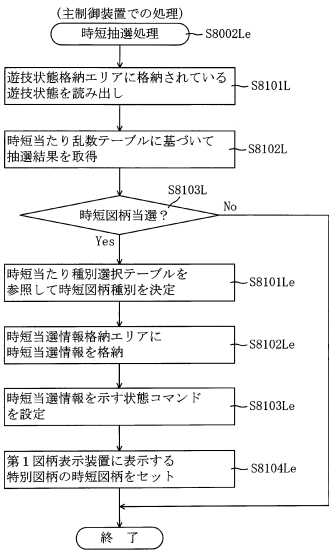 (主制御装置での処理)
時短抽選処理
S8002Le
遊技状態格納エリアに格納されている
遊技状態を読み出し
S8101L
時短当たり乱数テーブルに基づいて
抽選結果を取得
S8102L
S8103L
時短図柄当選?
No
Yes
時短当たり種別選択テーブルを
参照して時短図柄種別を決定
S8101Le
時短当選情報格納エリアに
時短当選情報を格納
S8102Le
時短当選情報を示す状態コマンド
を設定
S8103Le
第1図柄表示装置に表示する
特別図柄の時短図柄をセット
S8104Le
終 了